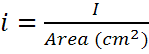 i = I / Area (cm²)